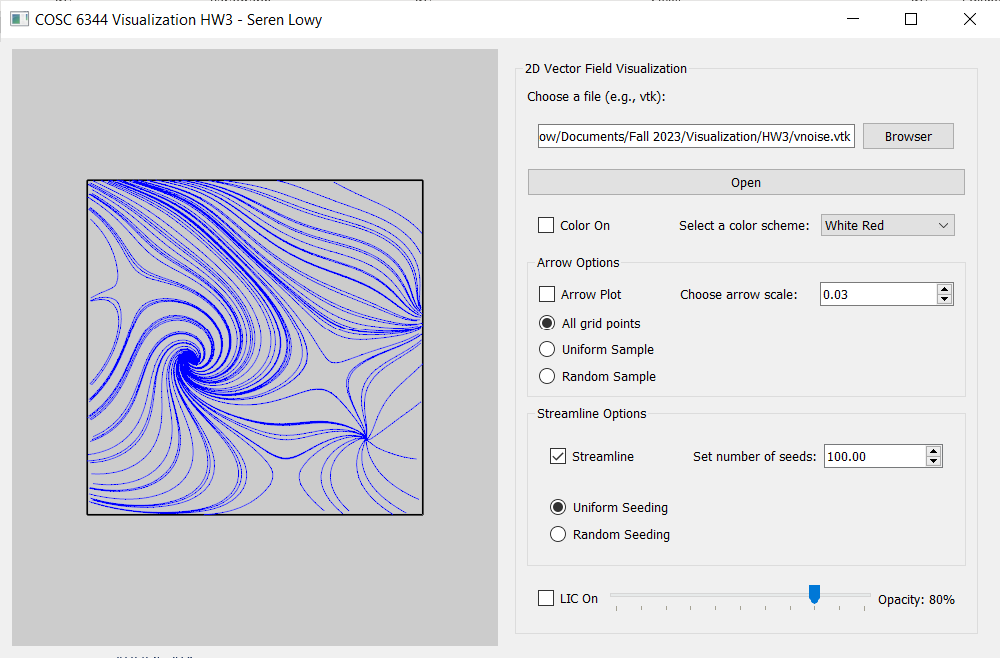 COSC 6344 Visualization HW3 - Seren Lowy
2D Vector Field Visualization
Choose a file (e.g., vtk):
ow/Documents/Fall 2023/Visualization/HW3/vnoise.vtk Browser
Open
Color On Select a color scheme: White Red
Arrow Options
Arrow Plot Choose arrow scale: 0.03
All grid points
Uniform Sample
Random Sample
Streamline Options
Streamline Set number of seeds: 100.00
Uniform Seeding
Random Seeding
LIC On Opacity: 80%